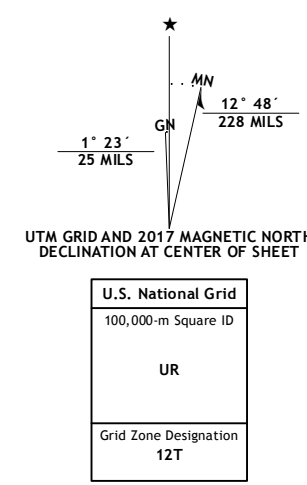 ★
MN
GN
12° 48´
228 MILS
1° 23´
25 MILS
UTM GRID AND 2017 MAGNETIC NORTH
DECLINATION AT CENTER OF SHEET
U.S. National Grid
100,000-m Square ID
UR
Grid Zone Designation
12T